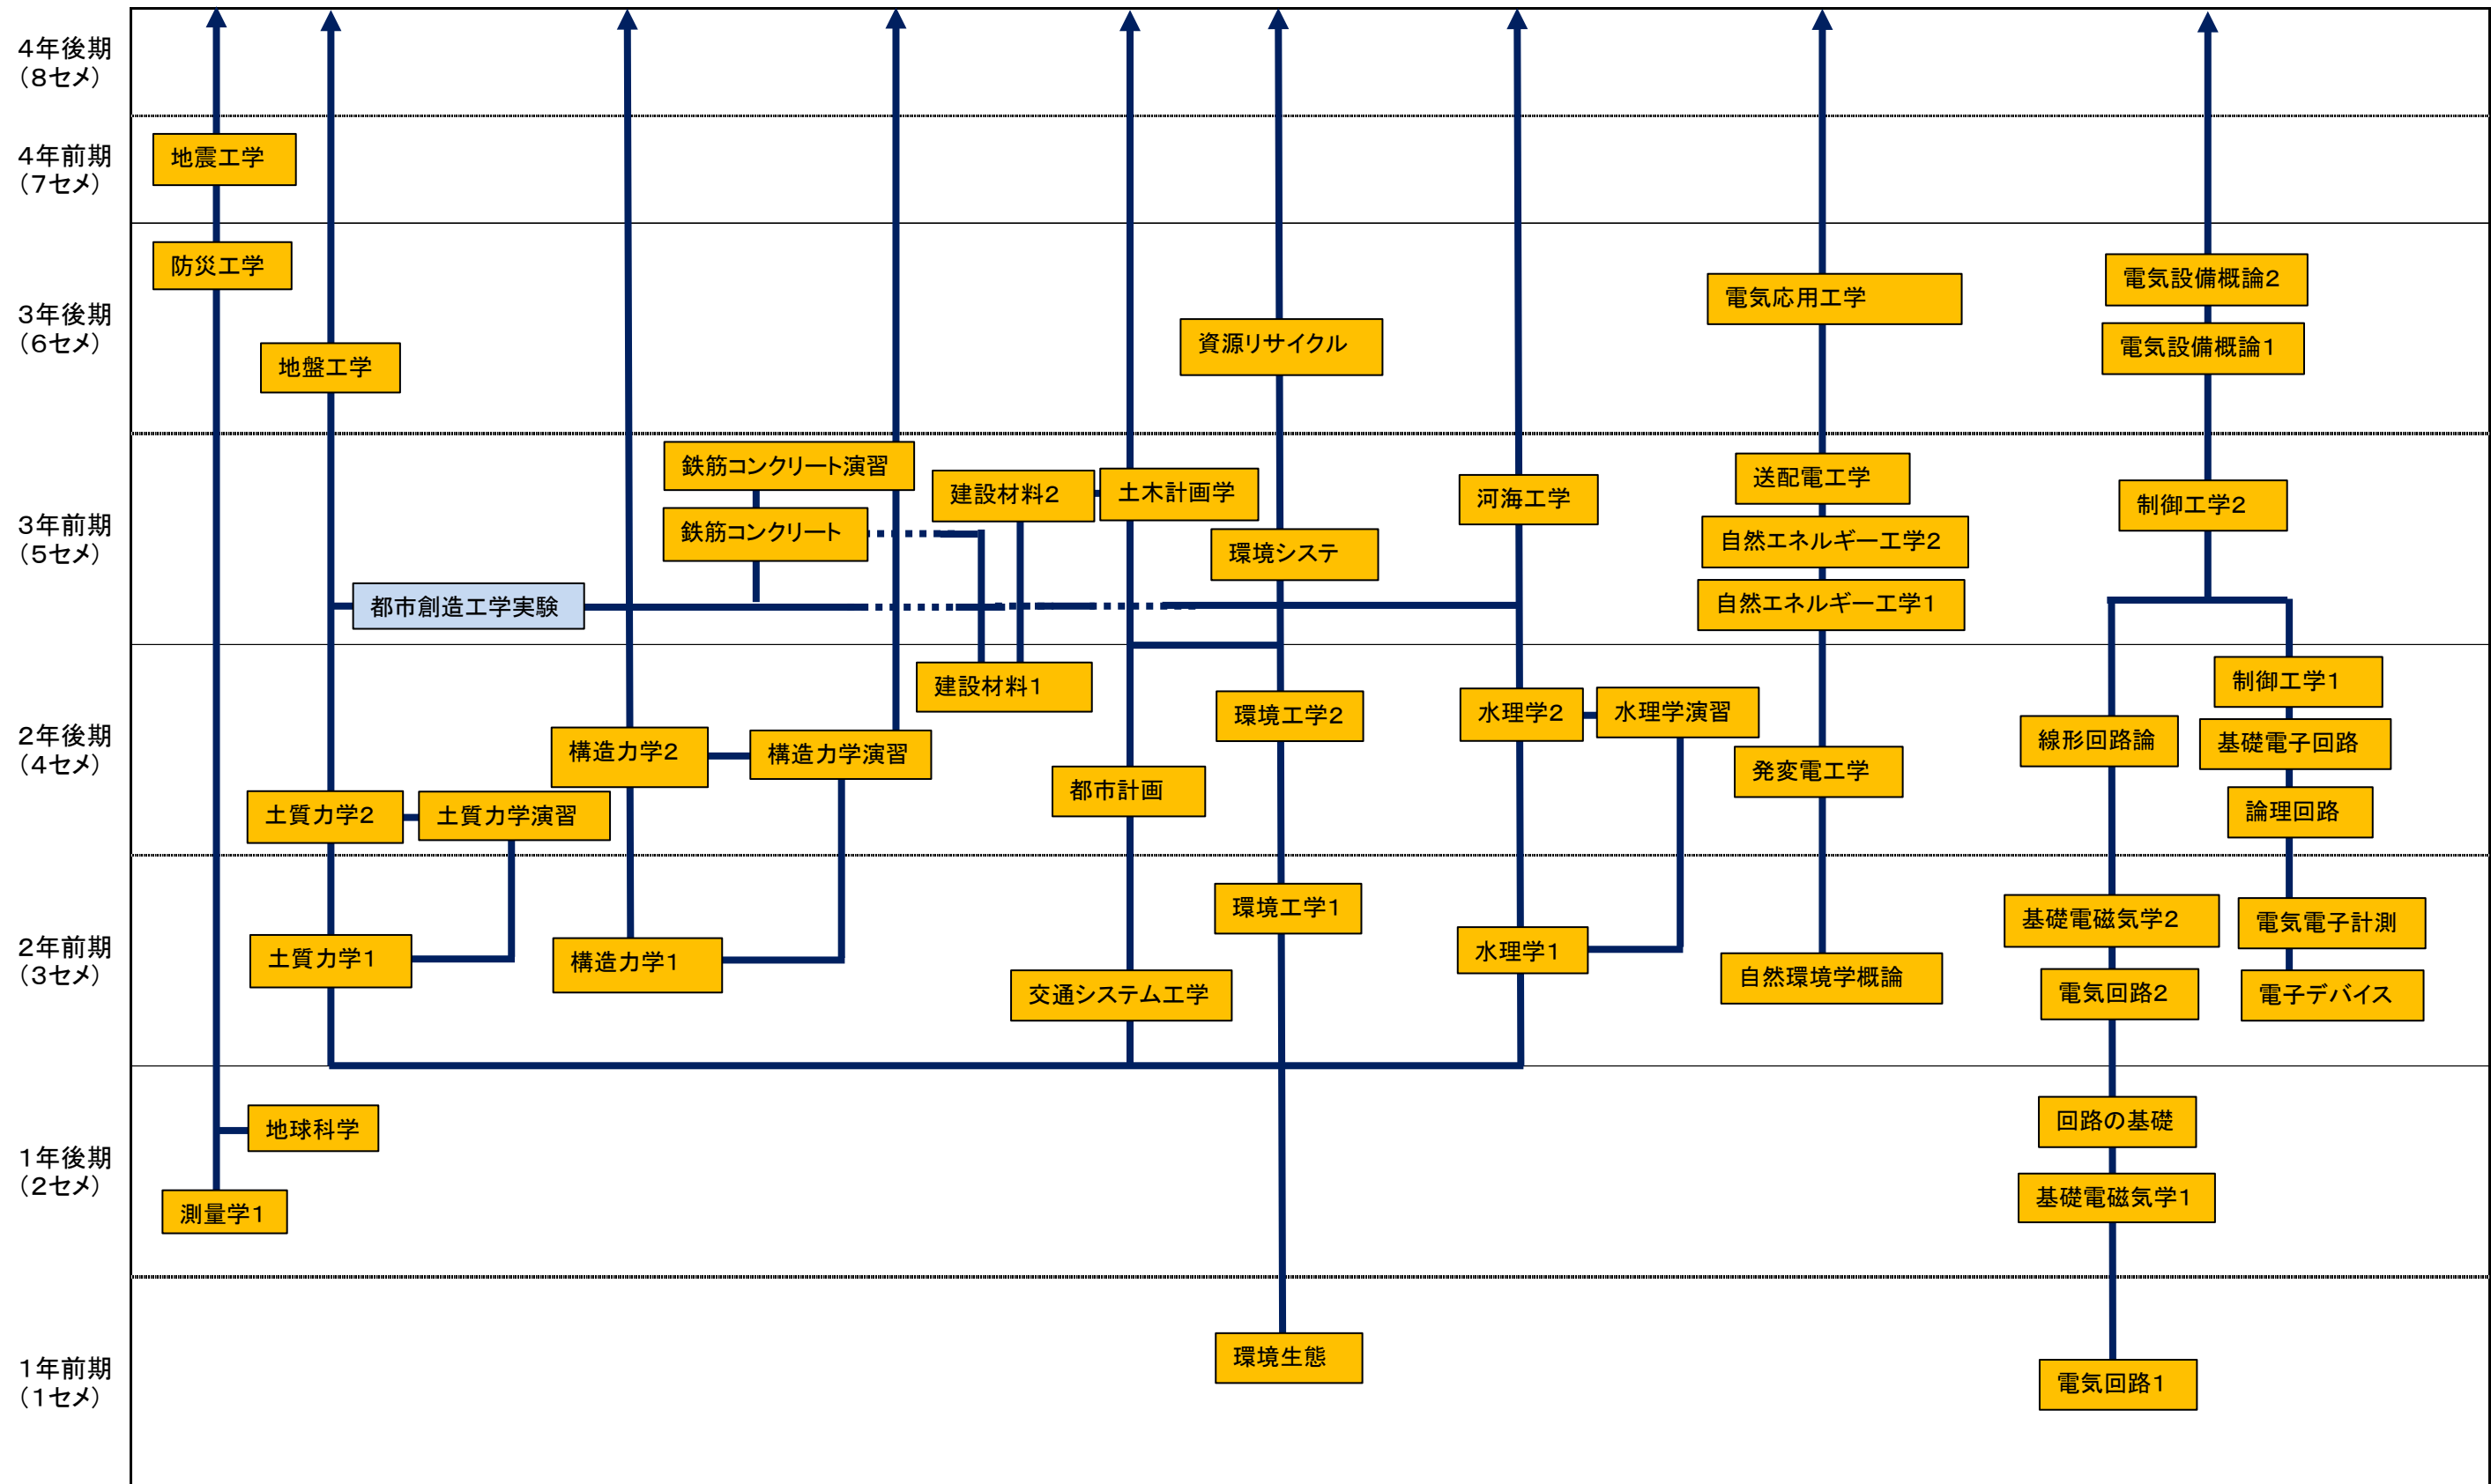 4年後期
(8セメ)
4年前期
(7セメ)
地震工学
3年後期
(6セメ)
防災工学
電気設備概論2
電気応用工学
資源リサイクル
電気設備概論1
地盤工学
3年前期
(5セメ)
鉄筋コンクリート演習
送配電工学
建設材料2
土木計画学
河海工学
制御工学2
鉄筋コンクリート
自然エネルギー工学2
環境システ
都市創造工学実験
自然エネルギー工学1
2年後期
(4セメ)
建設材料1
制御工学1
環境工学2
水理学2
水理学演習
線形回路論
基礎電子回路
構造力学2
構造力学演習
発変電工学
都市計画
土質力学2
土質力学演習
論理回路
2年前期
(3セメ)
環境工学1
基礎電磁気学2
電気電子計測
土質力学1
構造力学1
水理学1
自然環境学概論
交通システム工学
電気回路2
電子デバイス
1年後期
(2セメ)
地球科学
回路の基礎
基礎電磁気学1
測量学1
1年前期
(1セメ)
環境生態
電気回路1